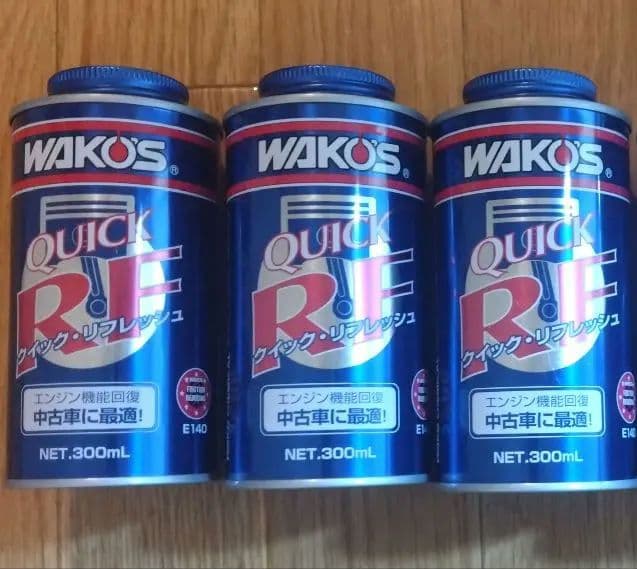 WAKO'S®
QUICK
RF
クイック・リフレッシュ
エンジン機能回復
中古車に最適!
E140
NET.300mL
WAKO'S®
QUICK
RF
クイック・リフレッシュ
エンジン機能回復
中古車に最適!
NET.300mL
WAKO'S®
QUICK
RF
クイック・リフレッシュ
エンジン機能回復
中古車に最適!
E140
NET.300mL